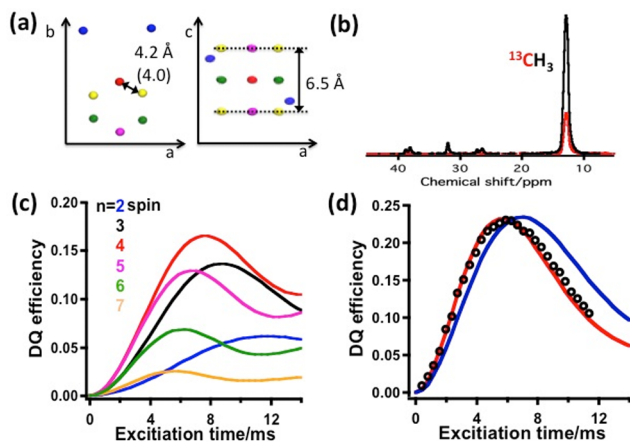 (a)
b
4.2 Å
(4.0)
a
c
6.5 Å
a
(b)
13CH3
40 30 20 10
Chemical shift/ppm
(c)
n=2 spin
3
4
5
6
7
0.20
0.15
0.10
0.05
0.00
DQ efficiency
0 4 8 12
Excitiation time/ms
(d)
0.25
0.20
0.15
0.10
0.05
0.00
DQ efficiency
0 4 8 12
Excitiation time/ms